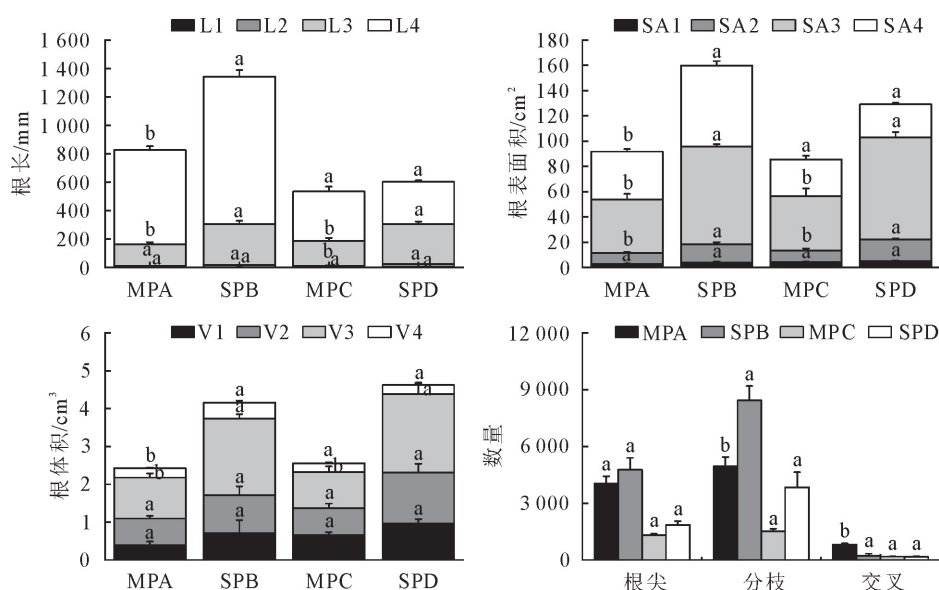 L1 L2 L3 L4
1 600
1 400
1 200
1 000
800
600
400
200
0
根长/mm
b
b
a
a
a
a
a
a
a
b
b
a
a
a
a
a
MPA SPB MPC SPD
SA1 SA2 SA3 SA4
180
160
140
120
100
80
60
40
20
0
根表面积/cm²
b
b
b
a
a
a
a
a
a
b
b
a
a
a
a
a
MPA SPB MPC SPD
V1 V2 V3 V4
6
5
4
3
2
1
0
根体积/cm³
b
b
a
a
a
a
a
a
a
b
a
a
a
a
a
a
MPA SPB MPC SPD
MPA SPB MPC SPD
12 000
9 000
6 000
3 000
0
数量
a
a
a
a
b
a
a
a
b
a
a
a
根尖 分枝 交叉